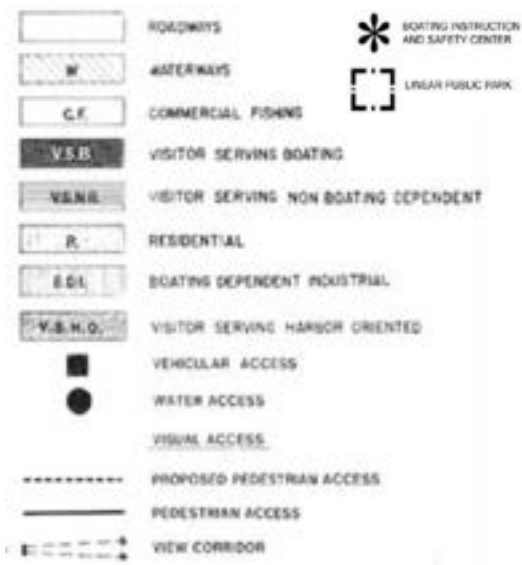 ROADWAYS
W WATERWAYS
C.F. COMMERCIAL FISHING
V.S.B. VISITOR SERVING BOATING
V.S.N.B. VISITOR SERVING NON BOATING DEPENDENT
R. RESIDENTIAL
B.D.I. BOATING DEPENDENT INDUSTRIAL
V.S.H.O. VISITOR SERVING HARBOR ORIENTED
VEHICULAR ACCESS
WATER ACCESS
VISUAL ACCESS
PROPOSED PEDESTRIAN ACCESS
PEDESTRIAN ACCESS
VIEW CORRIDOR
BOATING INSTRUCTION
AND SAFETY CENTER
LINEAR PUBLIC PARK